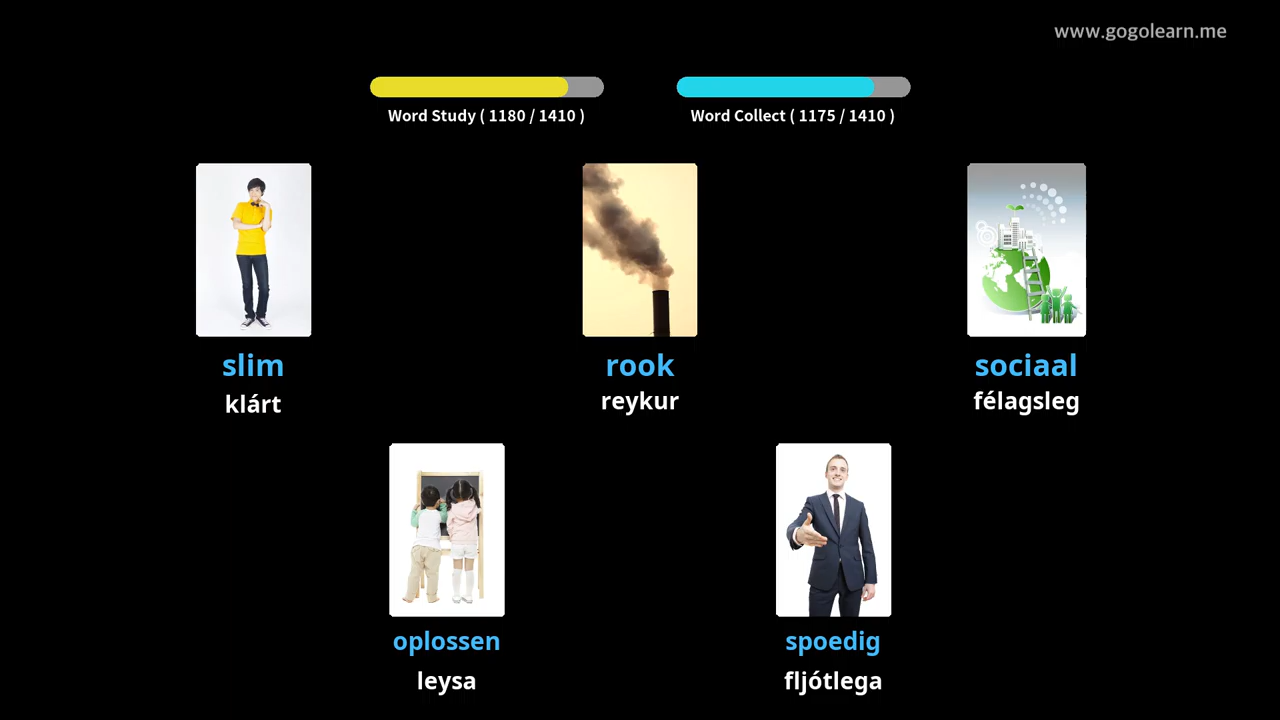 www.gogolearn.me
Word Study ( 1180 / 1410 )
Word Collect ( 1175 / 1410 )
slim
klárt
rook
reykur
sociaal
félagsleg
oplossen
leysa
spoedig
fljótlega